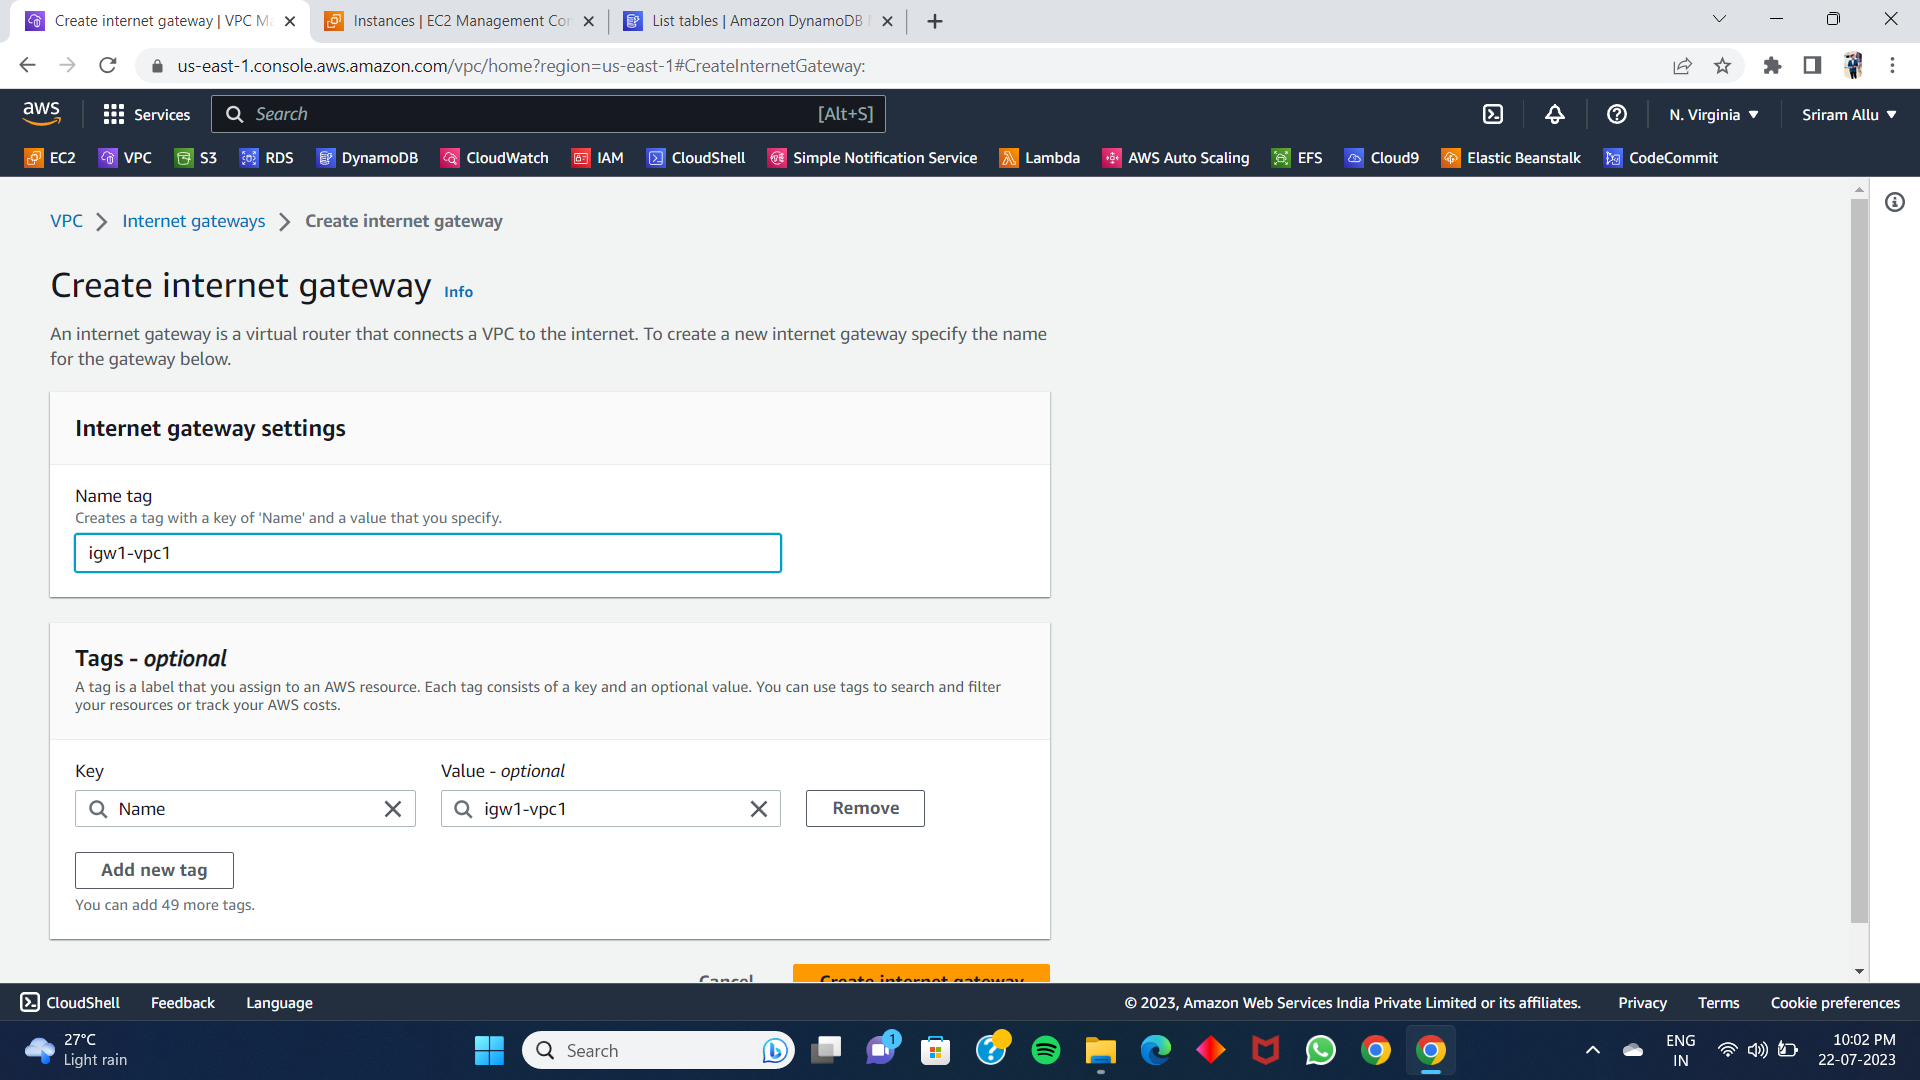 Create internet gateway | VPC Ma
Instances | EC2 Management Con
List tables | Amazon DynamoDB
us-east-1.console.aws.amazon.com/vpc/home?region=us-east-1#CreateInternetGateway:
aws
Services
Search
[Alt+S]
N. Virginia
Sriram Allu
EC2
VPC
S3
RDS
DynamoDB
CloudWatch
IAM
CloudShell
Simple Notification Service
Lambda
AWS Auto Scaling
EFS
Cloud9
Elastic Beanstalk
CodeCommit
VPC
Internet gateways
Create internet gateway
Create internet gateway
Info
An internet gateway is a virtual router that connects a VPC to the internet. To create a new internet gateway specify the name
for the gateway below.
Internet gateway settings
Name tag
Creates a tag with a key of 'Name' and a value that you specify.
igw1-vpc1
Tags - optional
A tag is a label that you assign to an AWS resource. Each tag consists of a key and an optional value. You can use tags to search and filter
your resources or track your AWS costs.
Key
Value - optional
Name
igw1-vpc1
Remove
Add new tag
You can add 49 more tags.
Cancel
Create internet gateway
CloudShell
Feedback
Language
© 2023, Amazon Web Services India Private Limited or its affiliates.
Privacy
Terms
Cookie preferences
27°C
Light rain
Search
1
ENG
IN
10:02 PM
22-07-2023